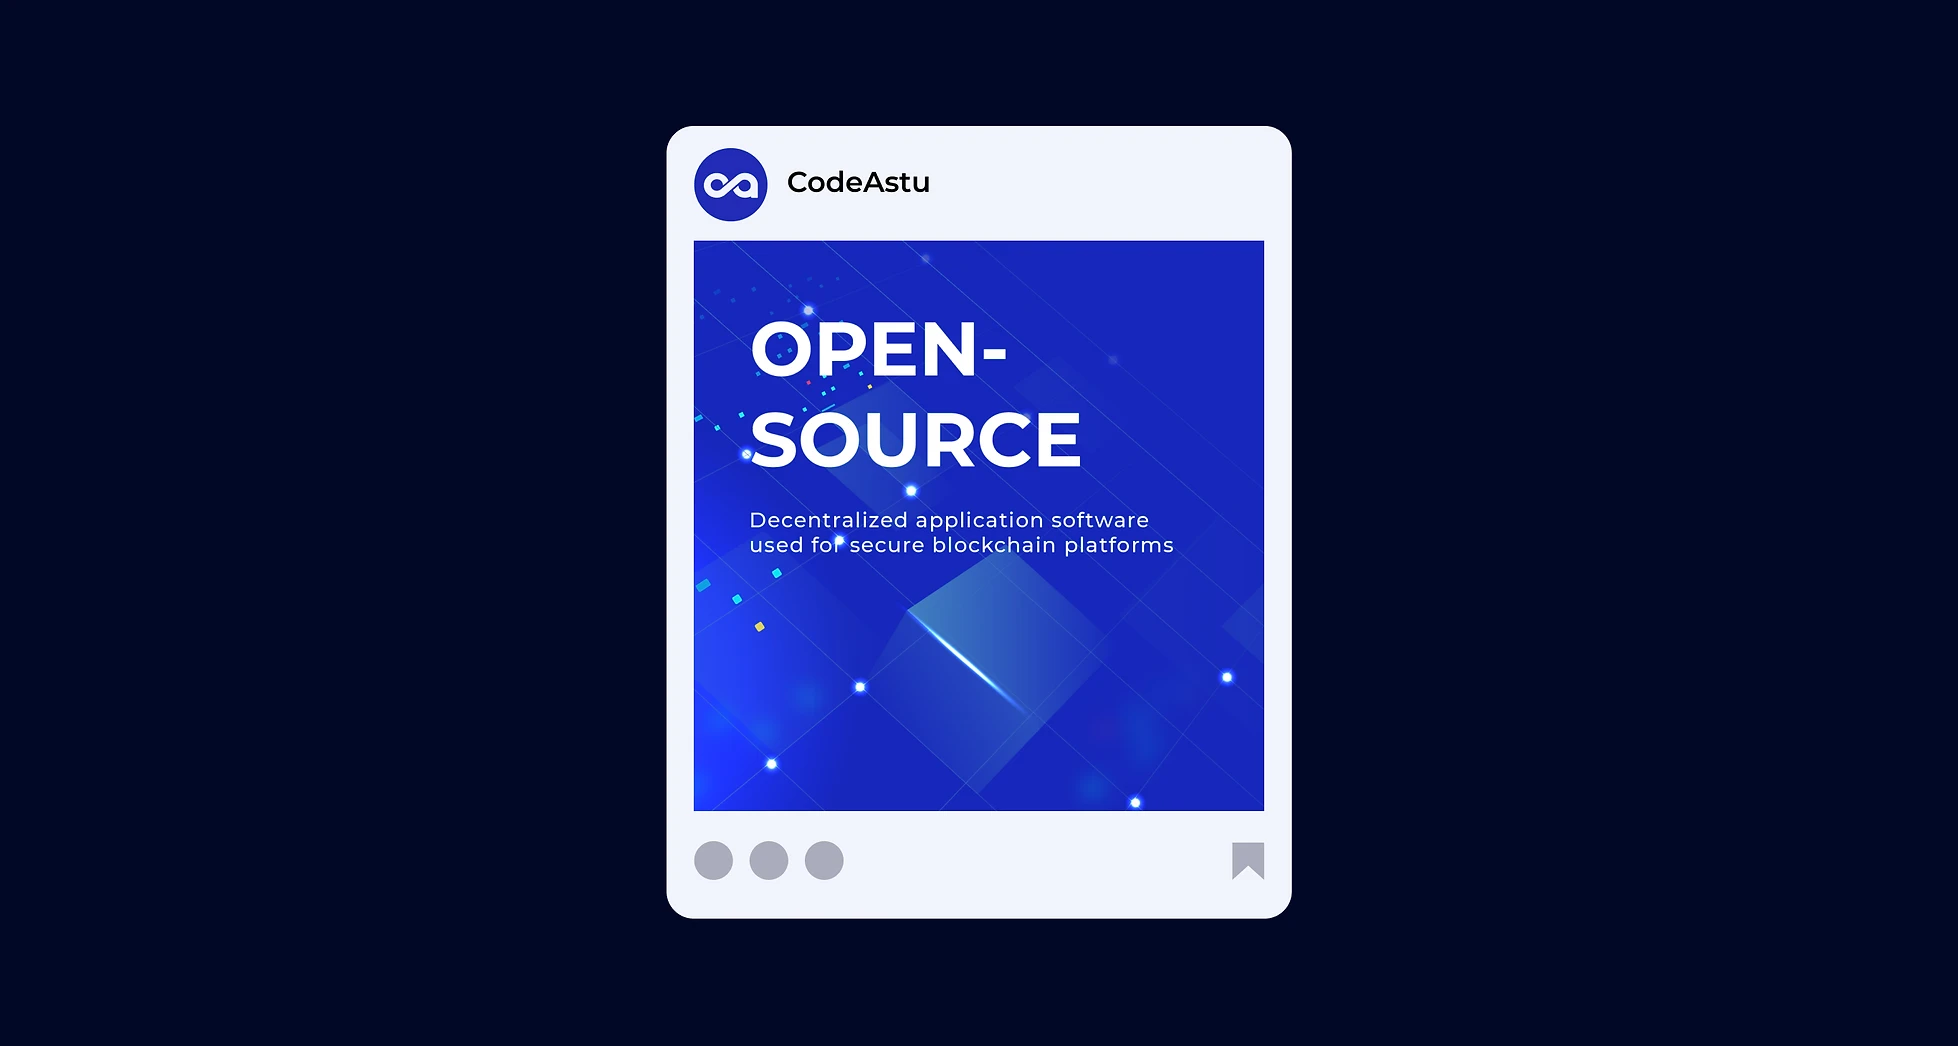 CodeAstu
OPEN-
SOURCE
Decentralized application software
used for secure blockchain platforms